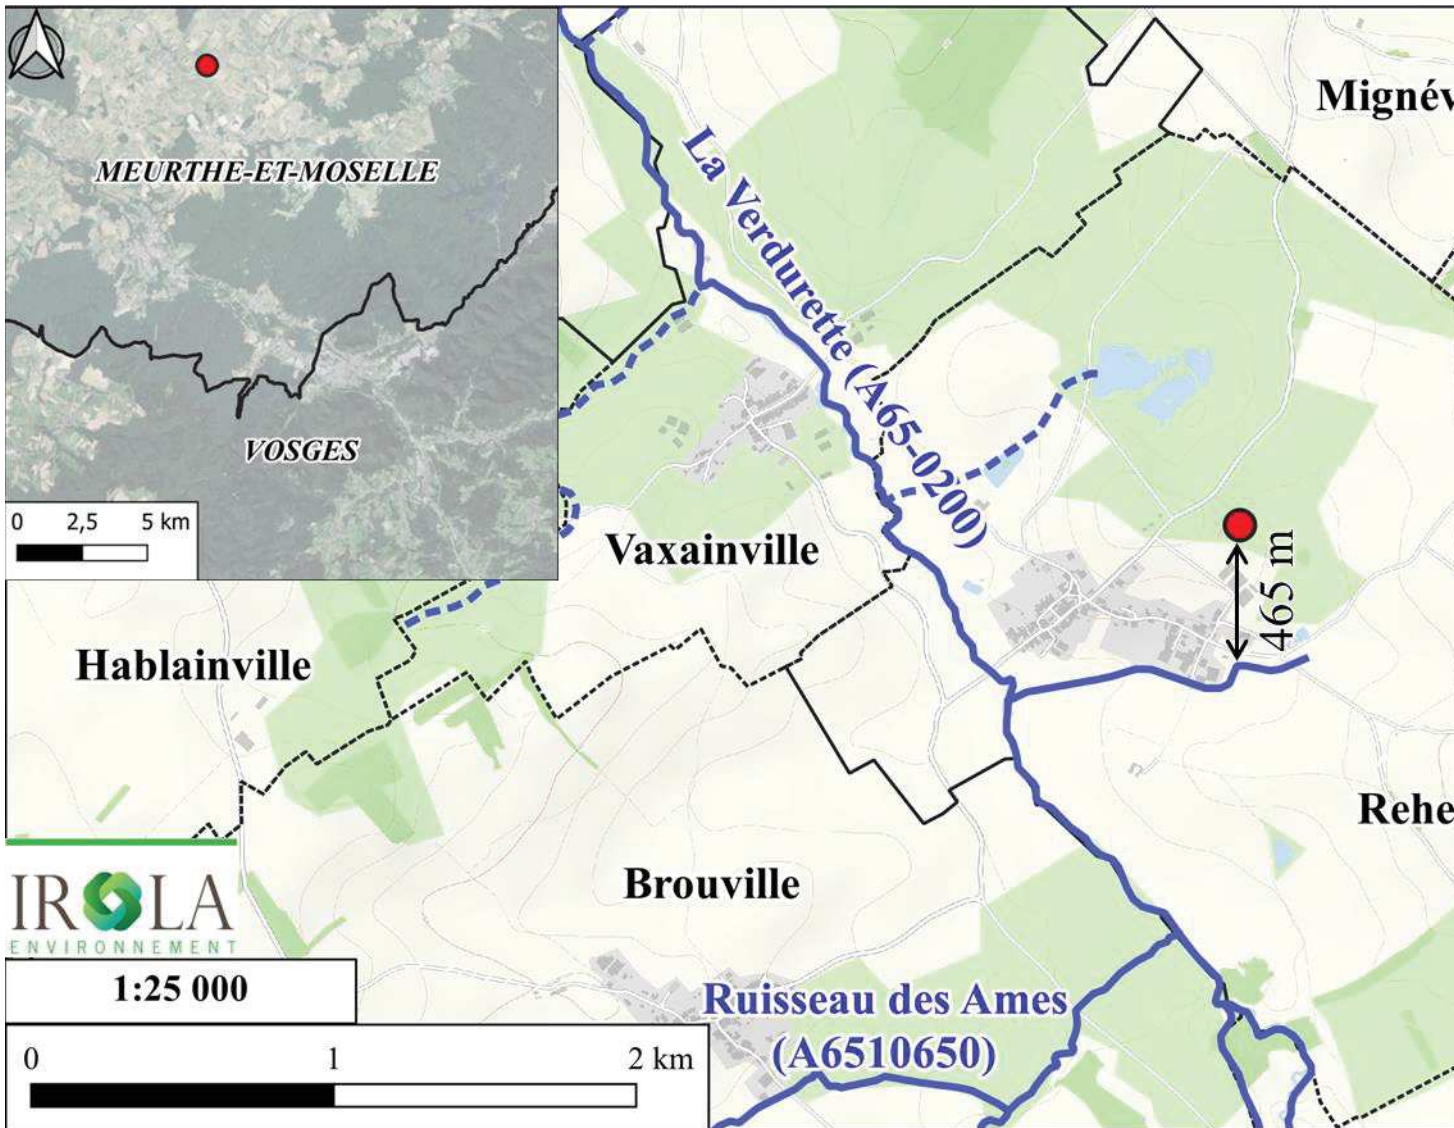 MEURTHE-ET-MOSELLE
VOSGES
0 2,5 5 km
Mignév
La Verdurette (A65-0200)
Vaxainville
465 m
Hablainville
Rehe
Brouville
IROLA
ENVIRONNEMENT
1:25 000
Ruisseau des Ames
(A6510650)
0 1 2 km